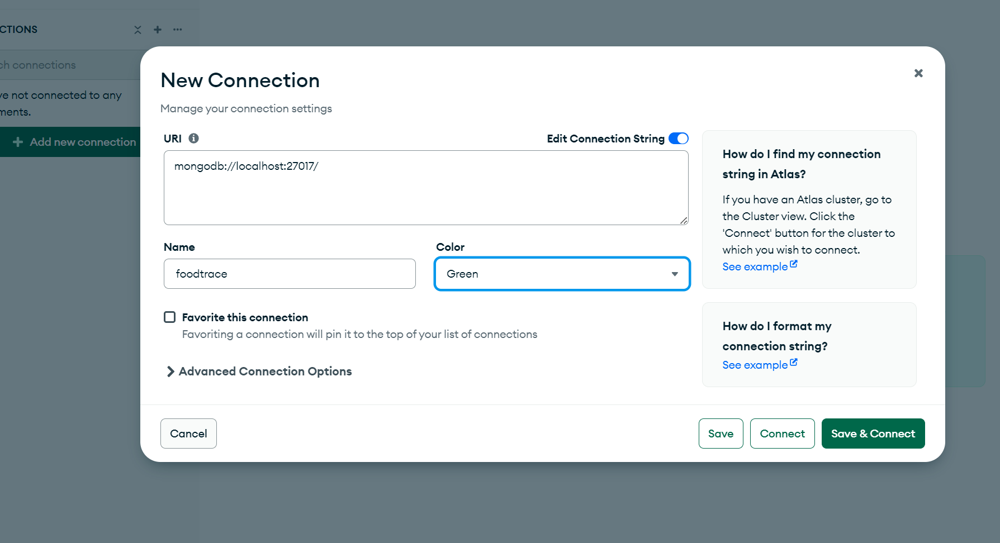 CTIONS
ch connections
ve not connected to any
ments.
Add new connection
New Connection
Manage your connection settings
URI
Edit Connection String
mongodb://localhost:27017/
Name
Color
foodtrace
Green
Favorite this connection
Favoriting a connection will pin it to the top of your list of connections
Advanced Connection Options
How do I find my connection
string in Atlas?
If you have an Atlas cluster, go to
the Cluster view. Click the
'Connect' button for the cluster to
which you wish to connect.
See example
How do I format my
connection string?
See example
Cancel
Save
Connect
Save & Connect